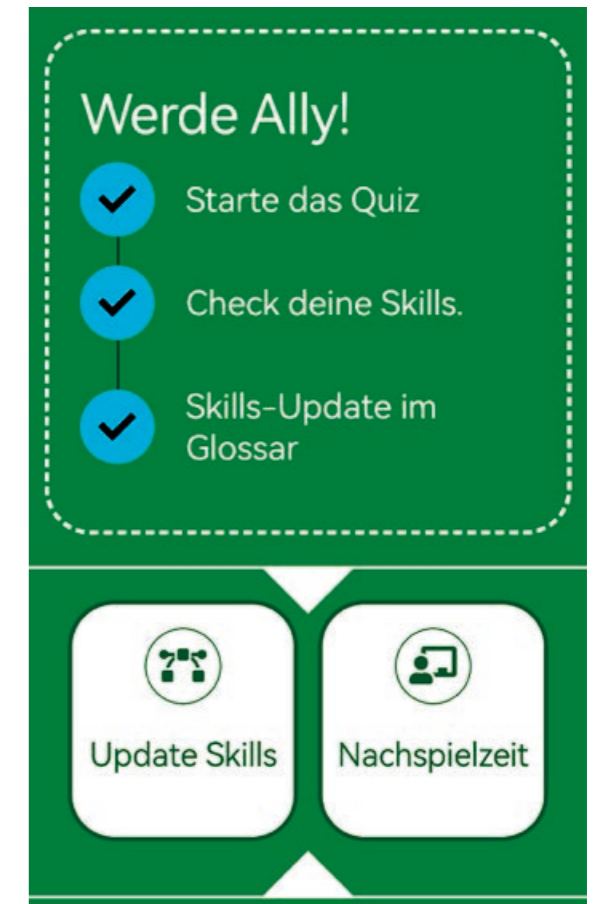 Werde Ally!
Starte das Quiz
Check deine Skills.
Skills-Update im
Glossar
Update Skills
Nachspielzeit